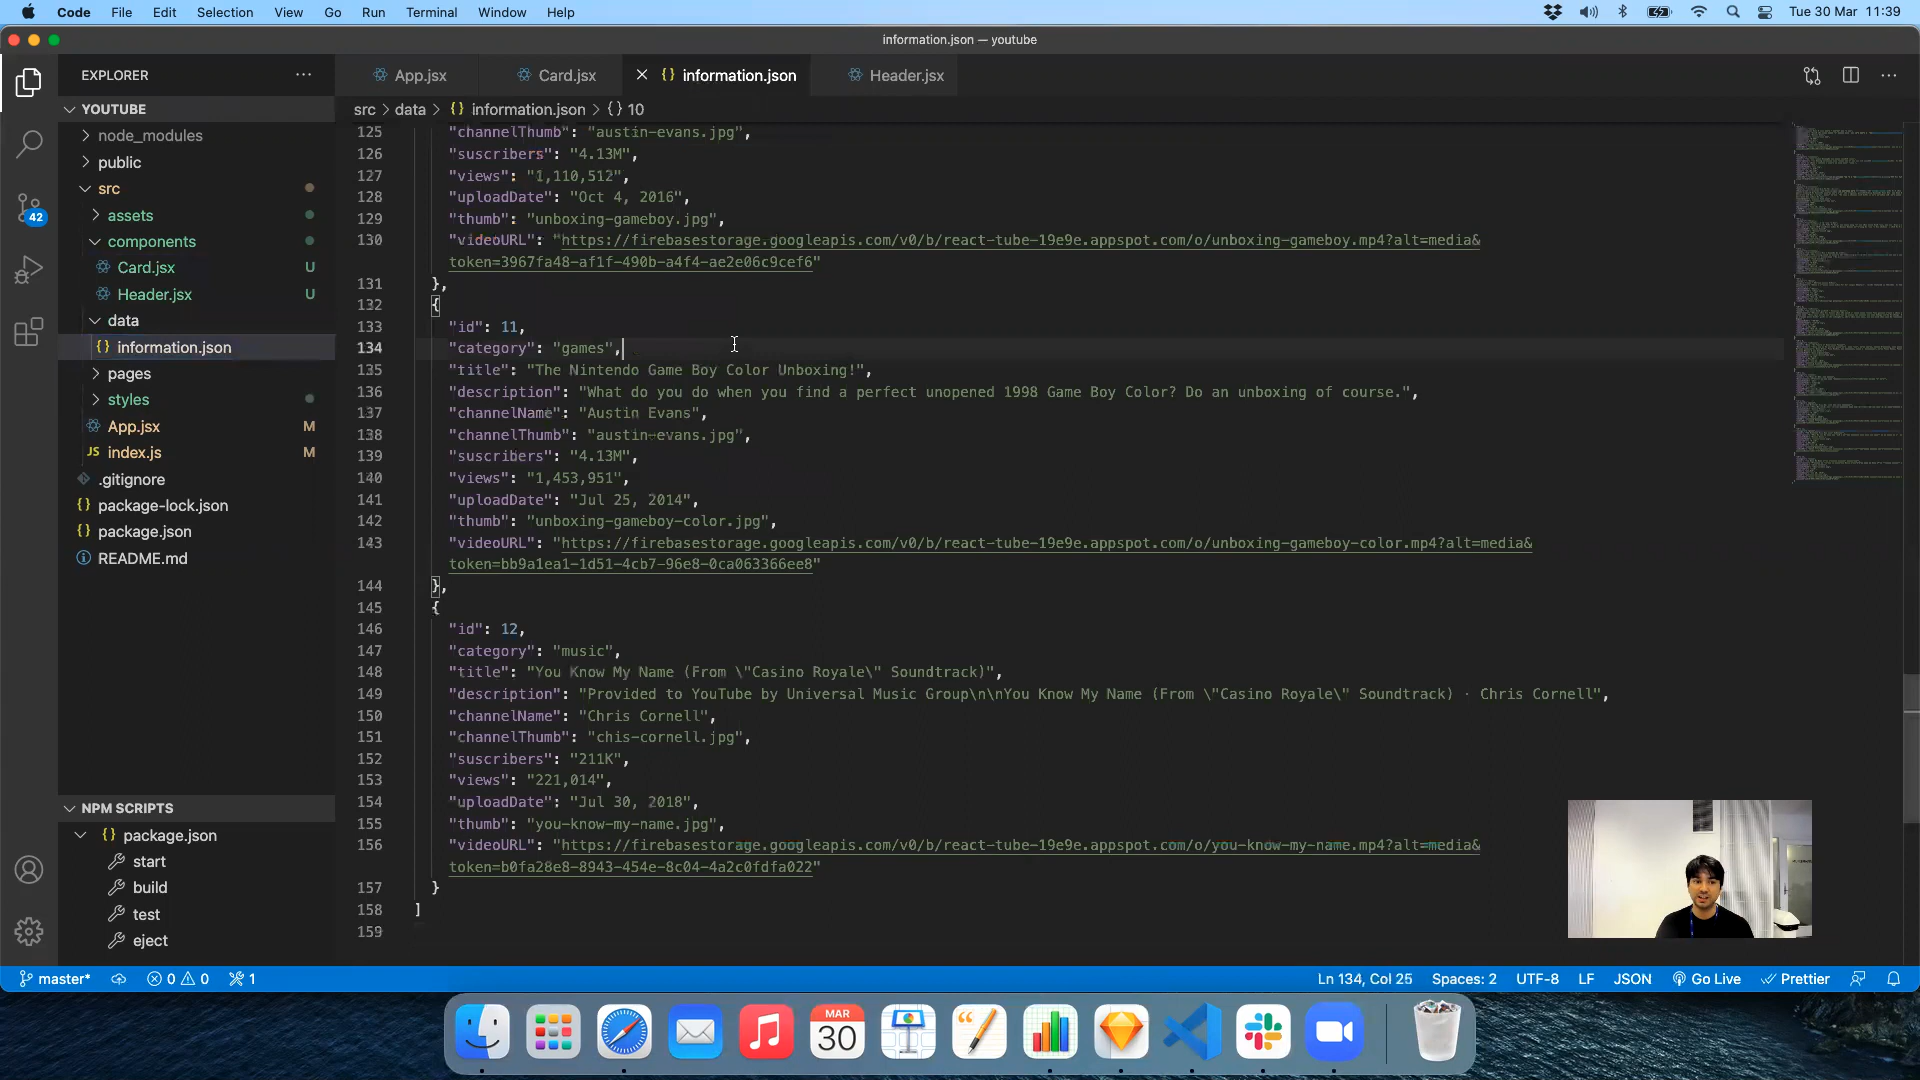 Code File Edit Selection View Go Run Terminal Window Help Tue 30 Mar 11:39
information.json — youtube
EXPLORER
App.jsx Card.jsx information.json Header.jsx
YOUTUBE
src > data > {} information.json > {} 10
node_modules
public
src
assets
components
Card.jsx U
Header.jsx U
data
{} information.json
pages
styles
App.jsx M
JS index.js M
.gitignore
{} package-lock.json
{} package.json
README.md
42
125 "channelThumb": "austin-evans.jpg",
126 "suscribers": "4.13M",
127 "views": "1,110,512",
128 "uploadDate": "Oct 4, 2016",
129 "thumb": "unboxing-gameboy.jpg",
130 "videoURL": "https://firebasestorage.googleapis.com/v0/b/react-tube-19e9e.appspot.com/o/unboxing-gameboy.mp4?alt=media&
token=3967fa48-af1f-490b-a4f4-ae2e06c9cef6"
131 },
132 {
133 "id": 11,
134 "category": "games",
135 "title": "The Nintendo Game Boy Color Unboxing!",
136 "description": "What do you do when you find a perfect unopened 1998 Game Boy Color? Do an unboxing of course.",
137 "channelName": "Austin Evans",
138 "channelThumb": "austin-evans.jpg",
139 "suscribers": "4.13M",
140 "views": "1,453,951",
141 "uploadDate": "Jul 25, 2014",
142 "thumb": "unboxing-gameboy-color.jpg",
143 "videoURL": "https://firebasestorage.googleapis.com/v0/b/react-tube-19e9e.appspot.com/o/unboxing-gameboy-color.mp4?alt=media&
token=bb9a1ea1-1d51-4cb7-96e8-0ca063366ee8"
144 },
145 {
146 "id": 12,
147 "category": "music",
148 "title": "You Know My Name (From \"Casino Royale\" Soundtrack)",
149 "description": "Provided to YouTube by Universal Music Group\n\nYou Know My Name (From \"Casino Royale\" Soundtrack) · Chris Cornell",
150 "channelName": "Chris Cornell",
151 "channelThumb": "chis-cornell.jpg",
152 "suscribers": "211K",
153 "views": "221,014",
154 "uploadDate": "Jul 30, 2018",
155 "thumb": "you-know-my-name.jpg",
156 "videoURL": "https://firebasestorage.googleapis.com/v0/b/react-tube-19e9e.appspot.com/o/you-know-my-name.mp4?alt=media&
token=b0fa28e8-8943-454e-8c04-4a2c0fdfa022"
157 }
158 ]
159
NPM SCRIPTS
{} package.json
start
build
test
eject
master* 0 0 1 Ln 134, Col 25 Spaces: 2 UTF-8 LF JSON Go Live Prettier
MAR
30